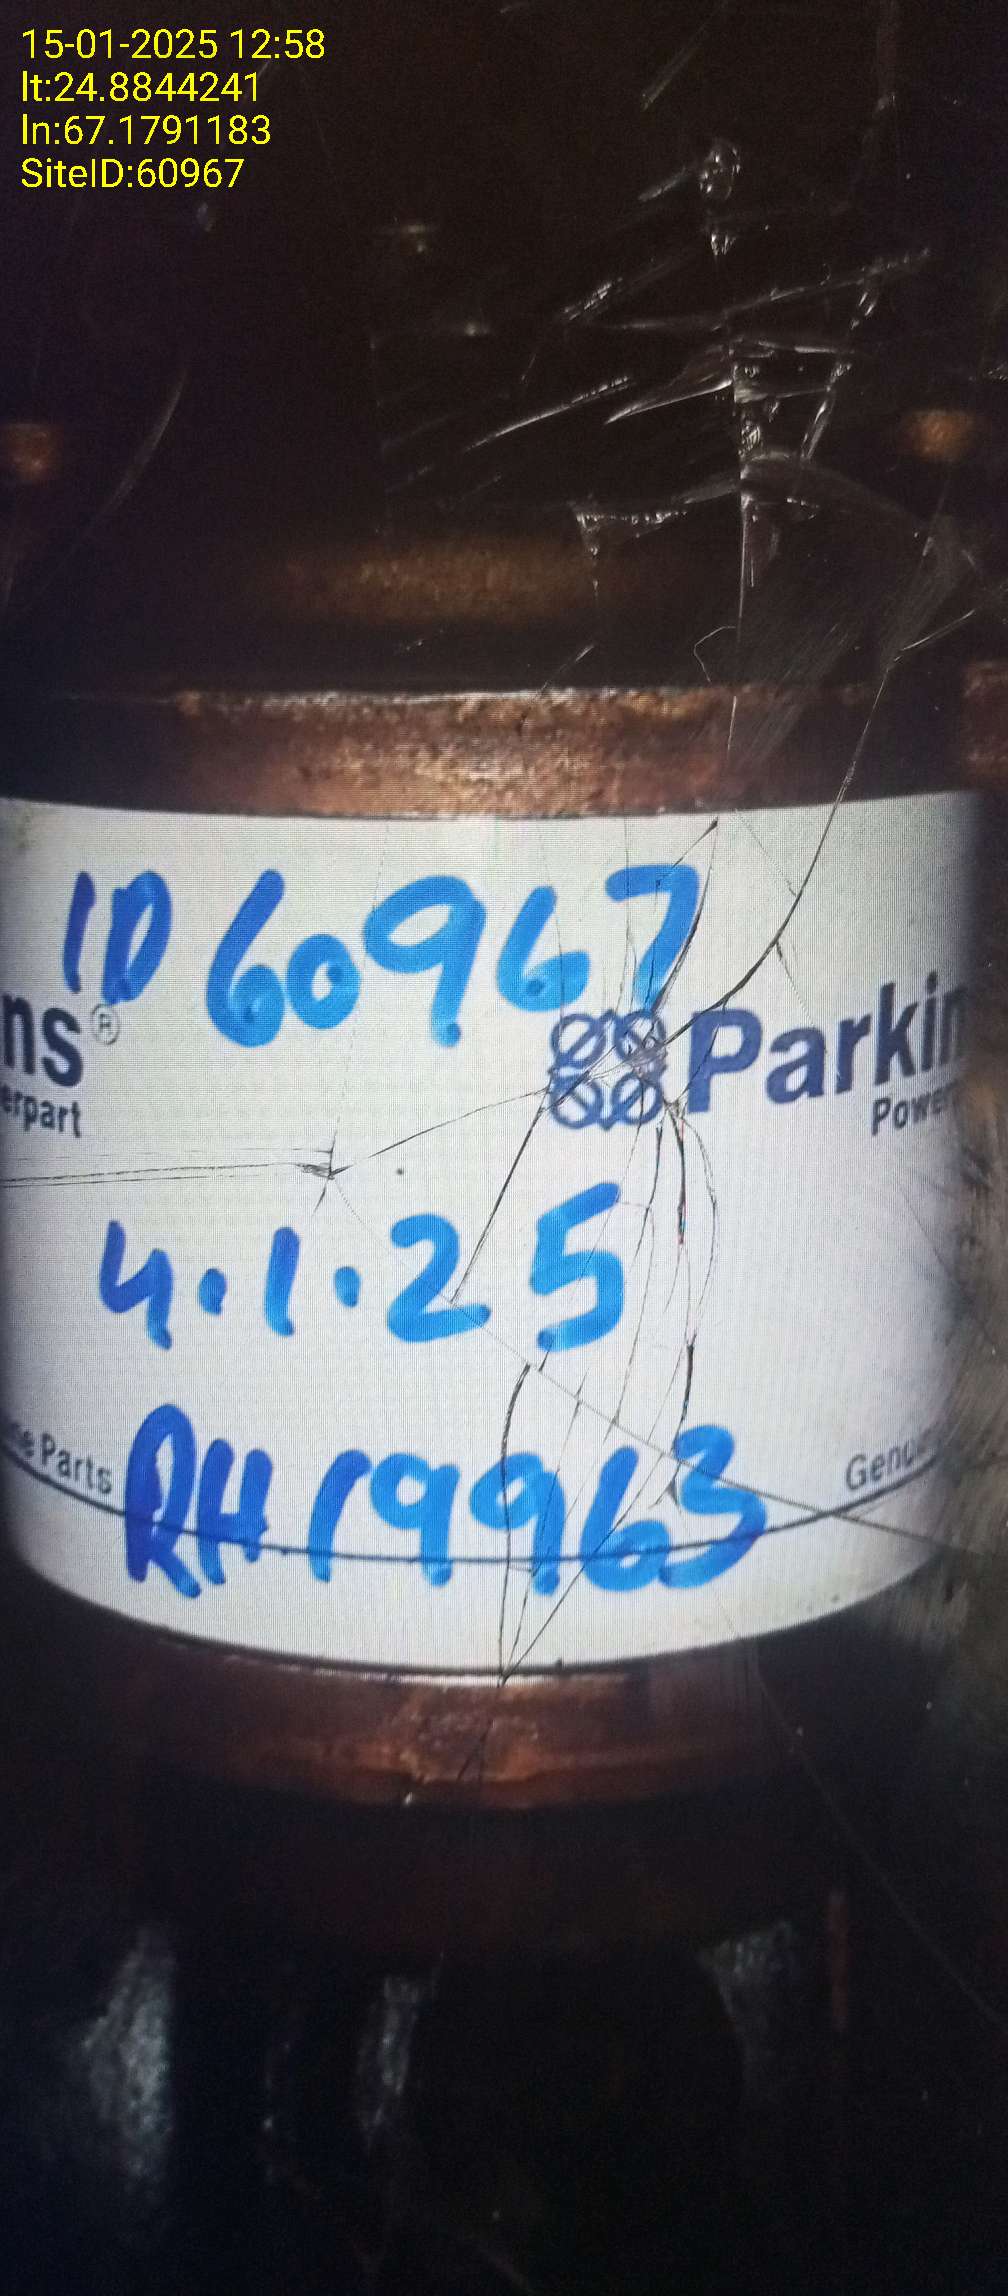 15-01-2025 12:58
lt:24.8844241
ln:67.1791183
SiteID:60967
ID 60967
ns® Parkin
erpart Power
4.1.25
RH 19963
e Parts Genu